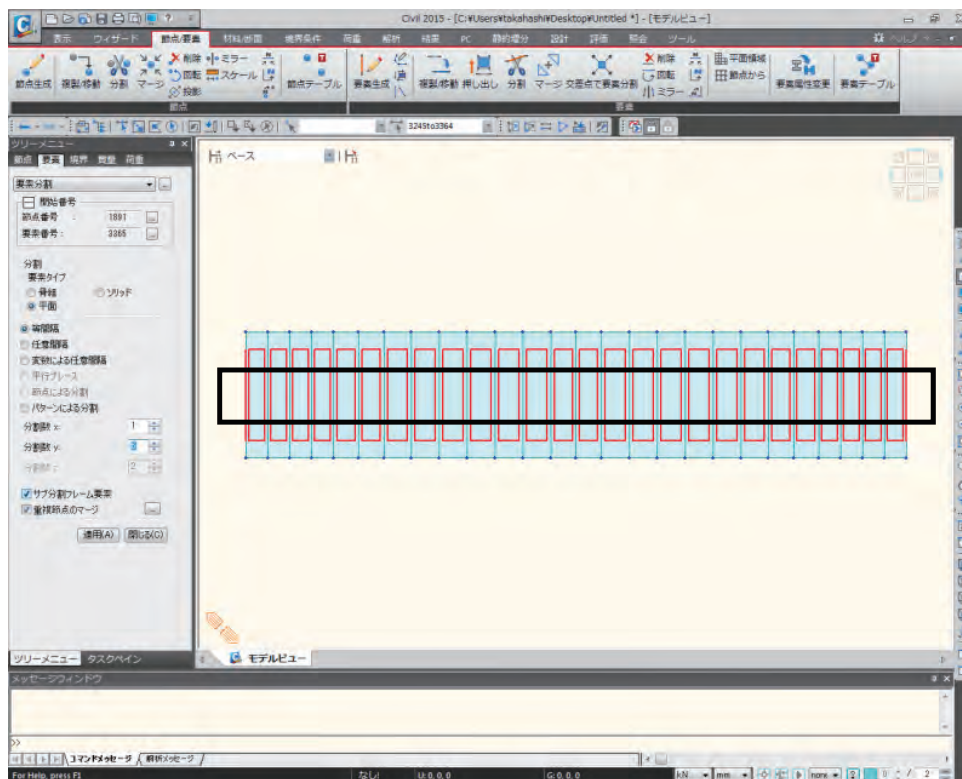 Civil 2015 - [C:¥Users¥takahashi¥Desktop¥Untitled *] - [モデルビュー]
表示 ウィザード 節点/要素 材料/断面 境界条件 荷重 解析 結果 PC 静的増分 設計 評価 照会 ツール ヘルプ
節点生成 複製/移動 分割 マージ 削除 回転 投影 ミラー スケール 節点テーブル 要素生成 複製/移動 押し出し 分割 マージ 交差点で要素分割 削除 回転 ミラー 平面領域 節点から 要素属性変更 要素テーブル
節点 要素
3245to3364
ツリーメニュー
節点 要素 境界 質量 荷重
ベース
要素分割
開始番号
節点番号 : 1891
要素番号 : 3365
分割
要素タイプ
骨組 ソリッド
平面
等間隔
任意間隔
変数による任意間隔
平行グレース
節点による分割
パターンによる分割
分割数 x: 1
分割数 y:
分割数 z: 2
サブ分割フレーム要素
重複節点のマージ
適用(A) 閉じる(C)
ツリーメニュー タスクペイン
モデルビュー
メッセージウィンドウ
>>
コマンドメッセージ 解析メッセージ
For Help, press F1 なし U: 0, 0, 0 G: 0, 0, 0 kN mm none 2